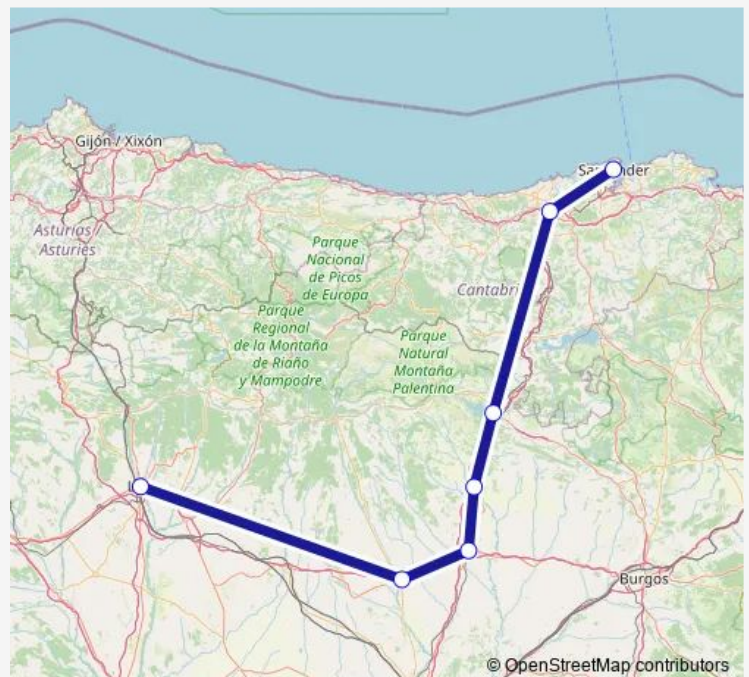 Gijón / Xixón
Asturias /
Asturies
Parque
Nacional
de Picos
de Europa
Parque
Regional
de la Montaña
de Riaño
y Mampodre
Parque
Natural
Montaña
Palentina
Burgos
© OpenStreetMap contributors